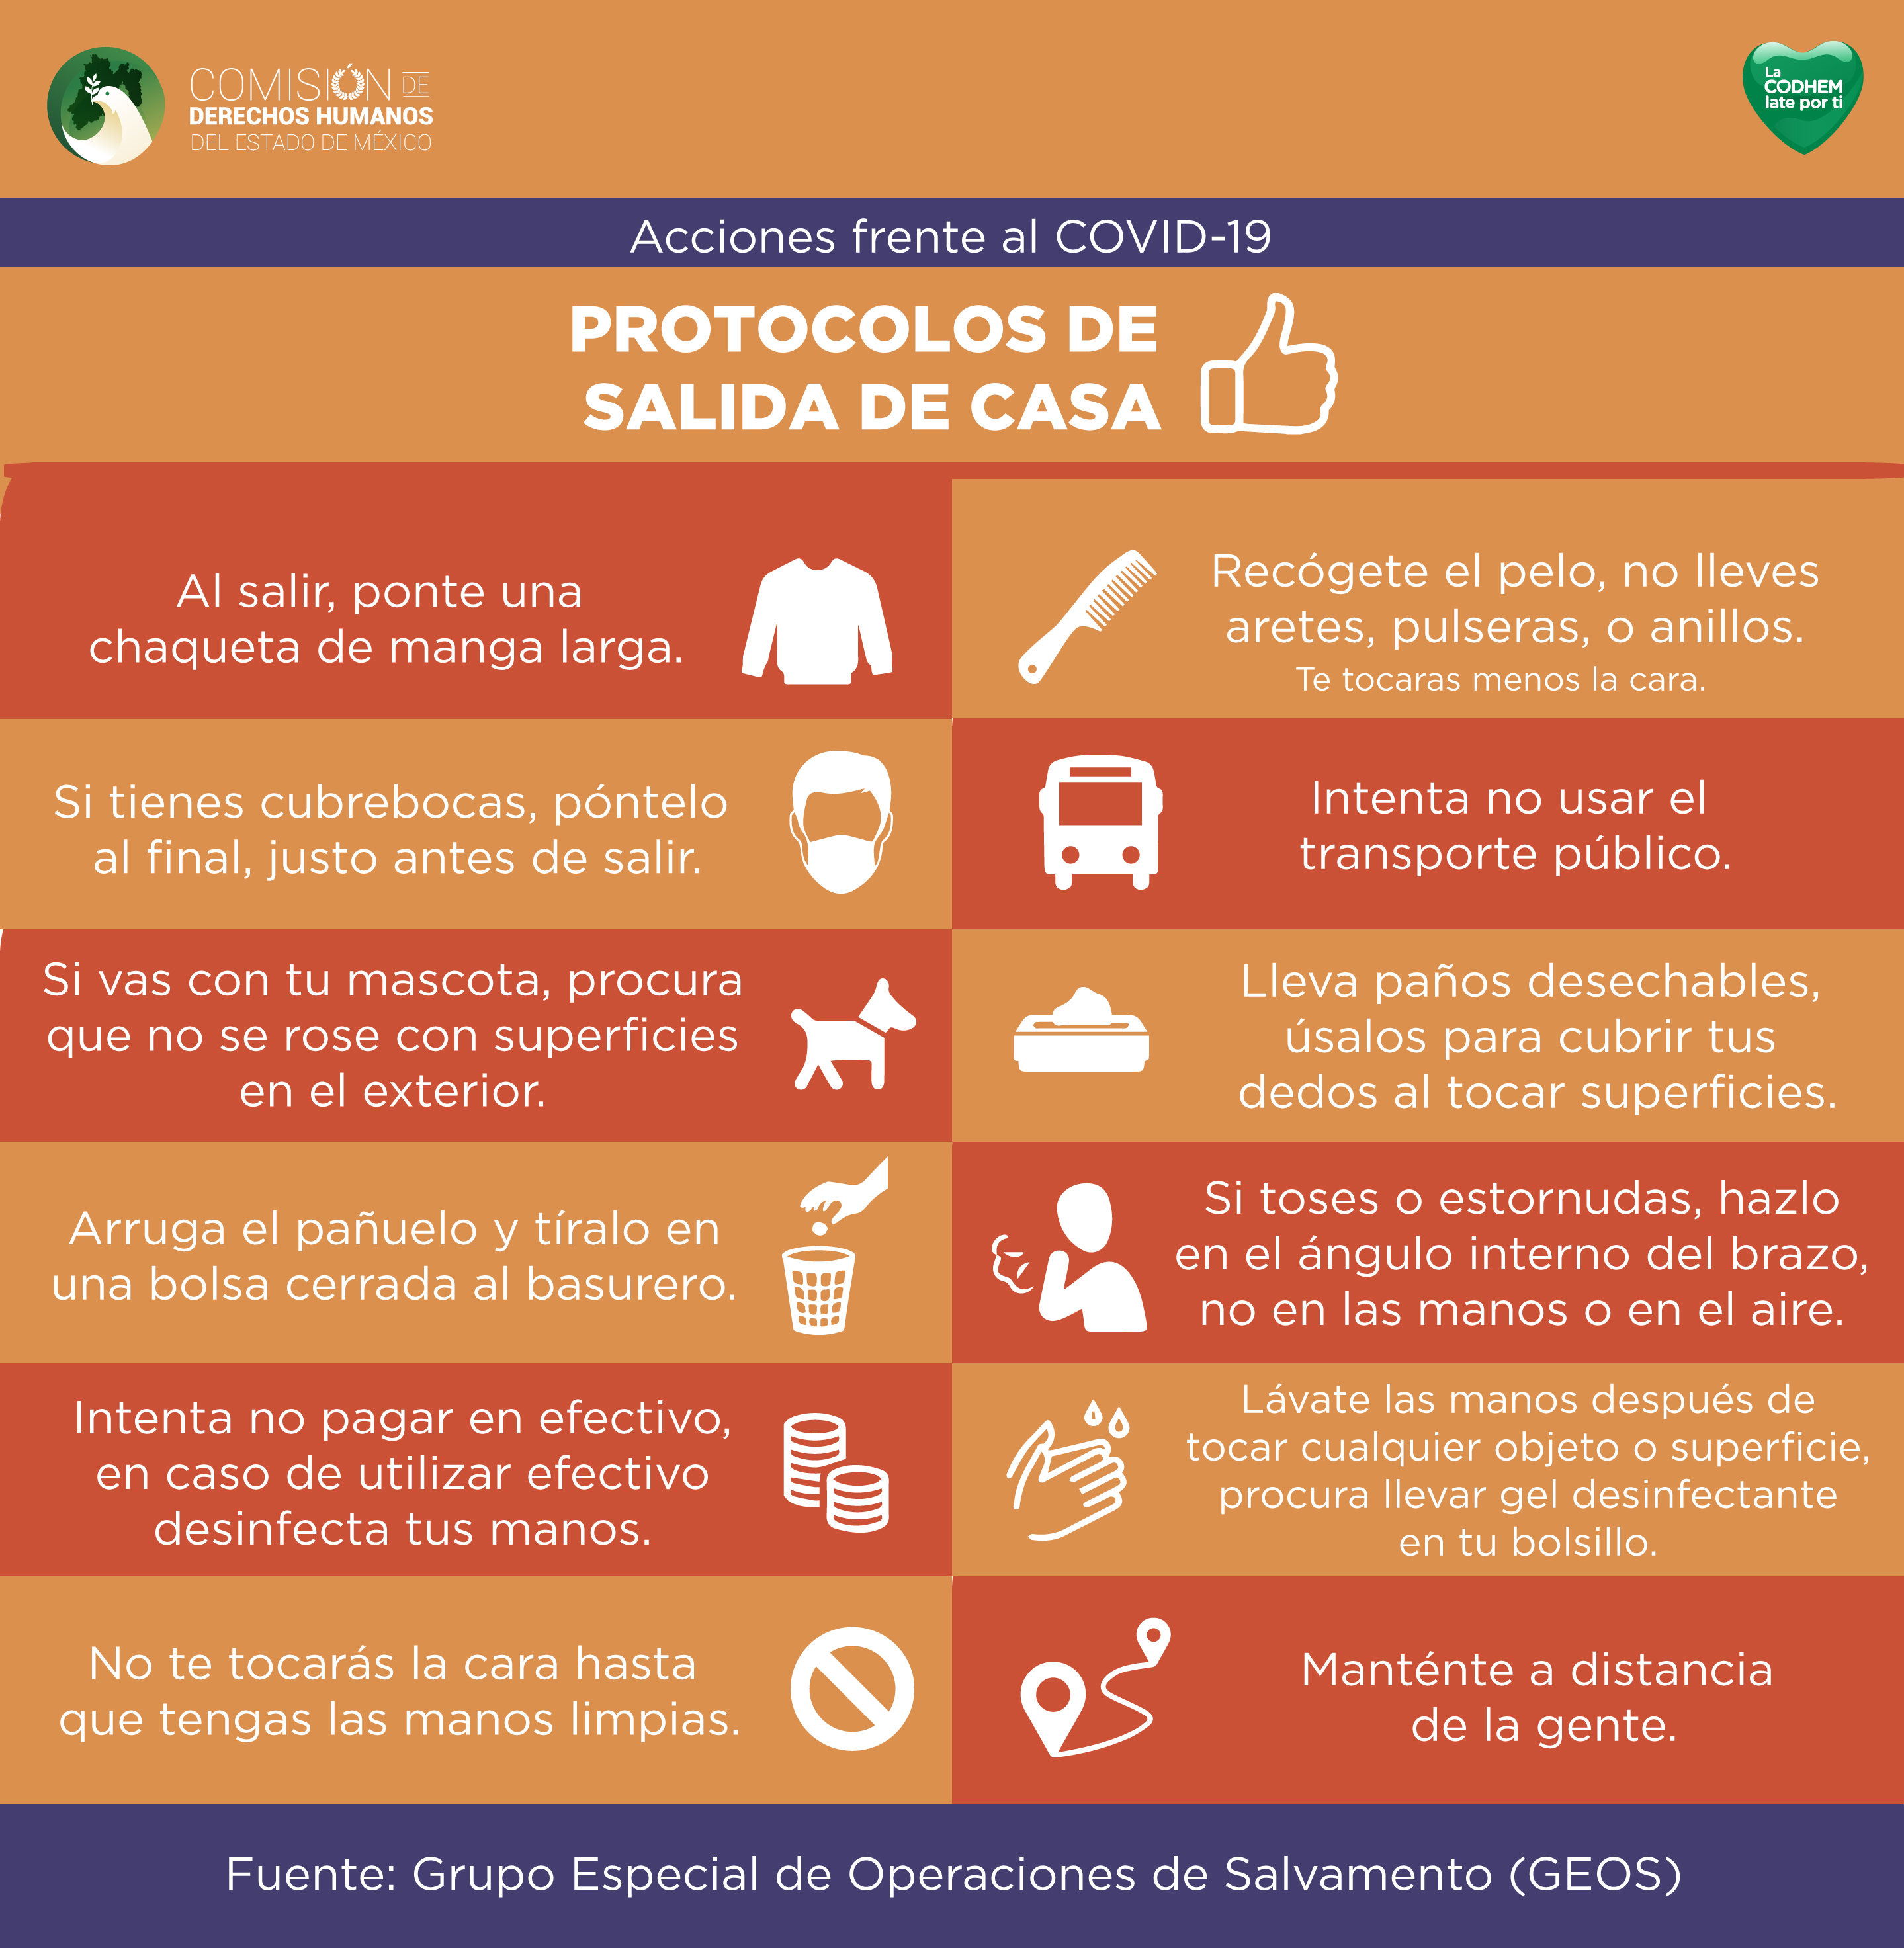 COMISIÓN DE
DERECHOS HUMANOS
DEL ESTADO DE MÉXICO
La
CODHEM
late por ti
Acciones frente al COVID-19
PROTOCOLOS DE
SALIDA DE CASA
Al salir, ponte una
chaqueta de manga larga.
Recógete el pelo, no lleves
aretes, pulseras, o anillos.
Te tocaras menos la cara.
Si tienes cubrebocas, póntelo
al final, justo antes de salir.
Intenta no usar el
transporte público.
Si vas con tu mascota, procura
que no se rose con superficies
en el exterior.
Lleva paños desechables,
úsalos para cubrir tus
dedos al tocar superficies.
Arruga el pañuelo y tíralo en
una bolsa cerrada al basurero.
Si toses o estornudas, hazlo
en el ángulo interno del brazo,
no en las manos o en el aire.
Intenta no pagar en efectivo,
en caso de utilizar efectivo
desinfecta tus manos.
Lávate las manos después de
tocar cualquier objeto o superficie,
procura llevar gel desinfectante
en tu bolsillo.
No te tocarás la cara hasta
que tengas las manos limpias.
Manténte a distancia
de la gente.
Fuente: Grupo Especial de Operaciones de Salvamento (GEOS)